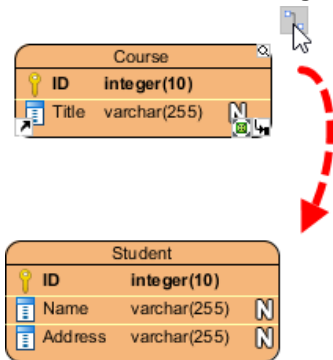 Course
ID integer(10)
Title varchar(255) N
Student
ID integer(10)
Name varchar(255) N
Address varchar(255) N